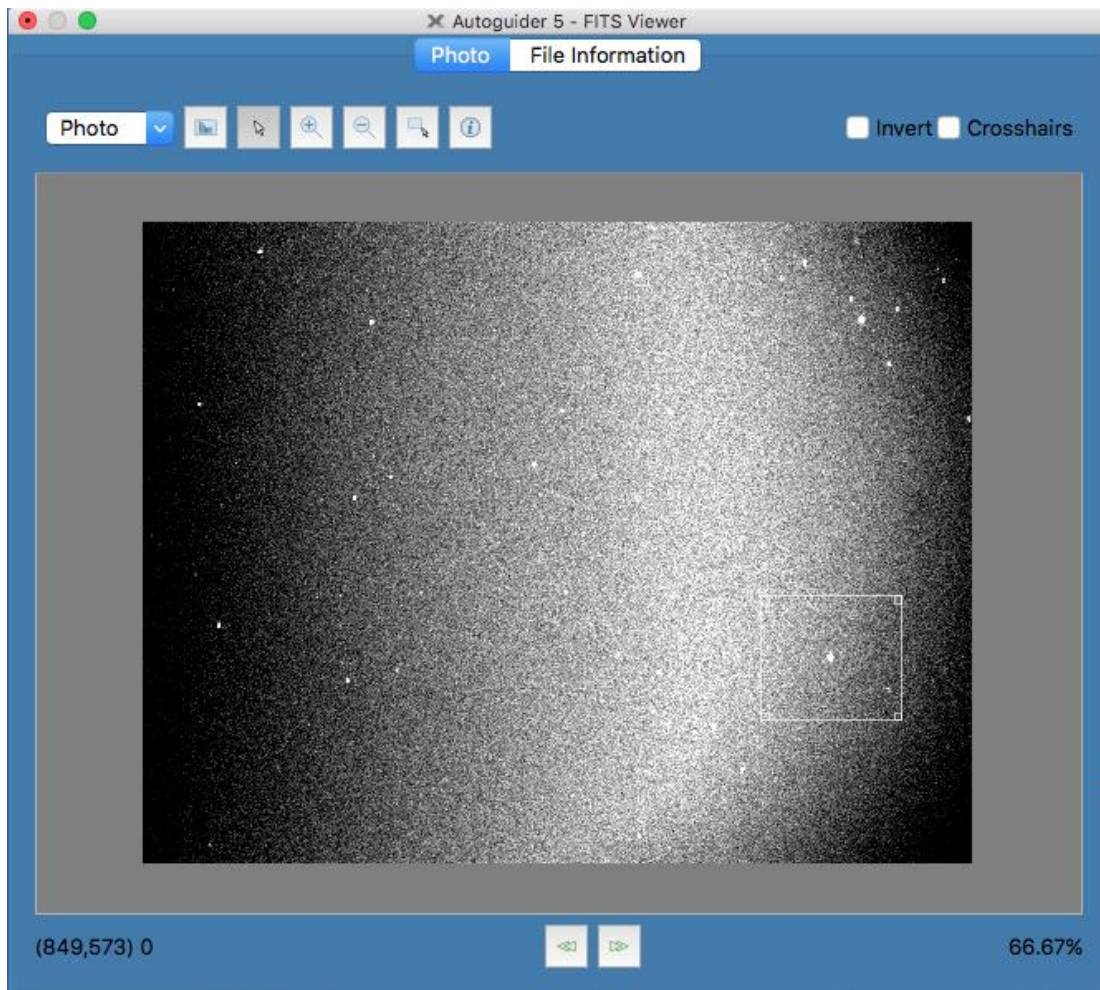 Autoguider 5 - FITS Viewer
Photo File Information
Photo Invert Crosshairs
(849,573) 0 66.67%